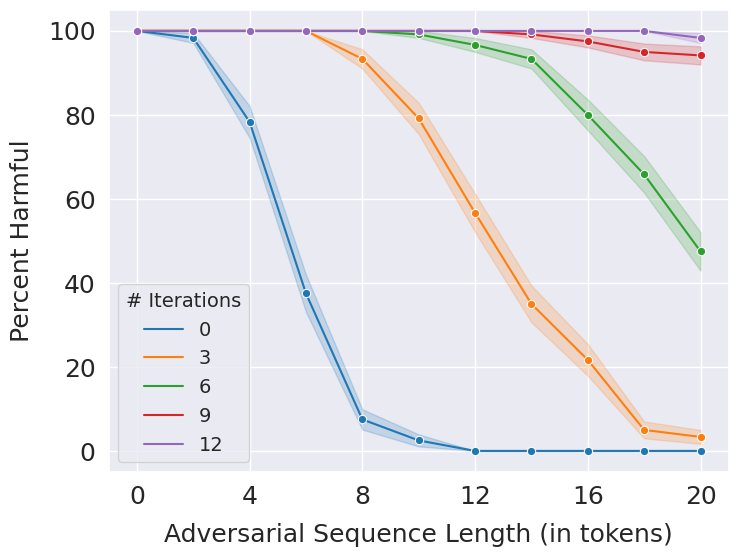 100
80
60
40
20
0
Percent Harmful
# Iterations
0
3
6
9
12
0 4 8 12 16 20
Adversarial Sequence Length (in tokens)